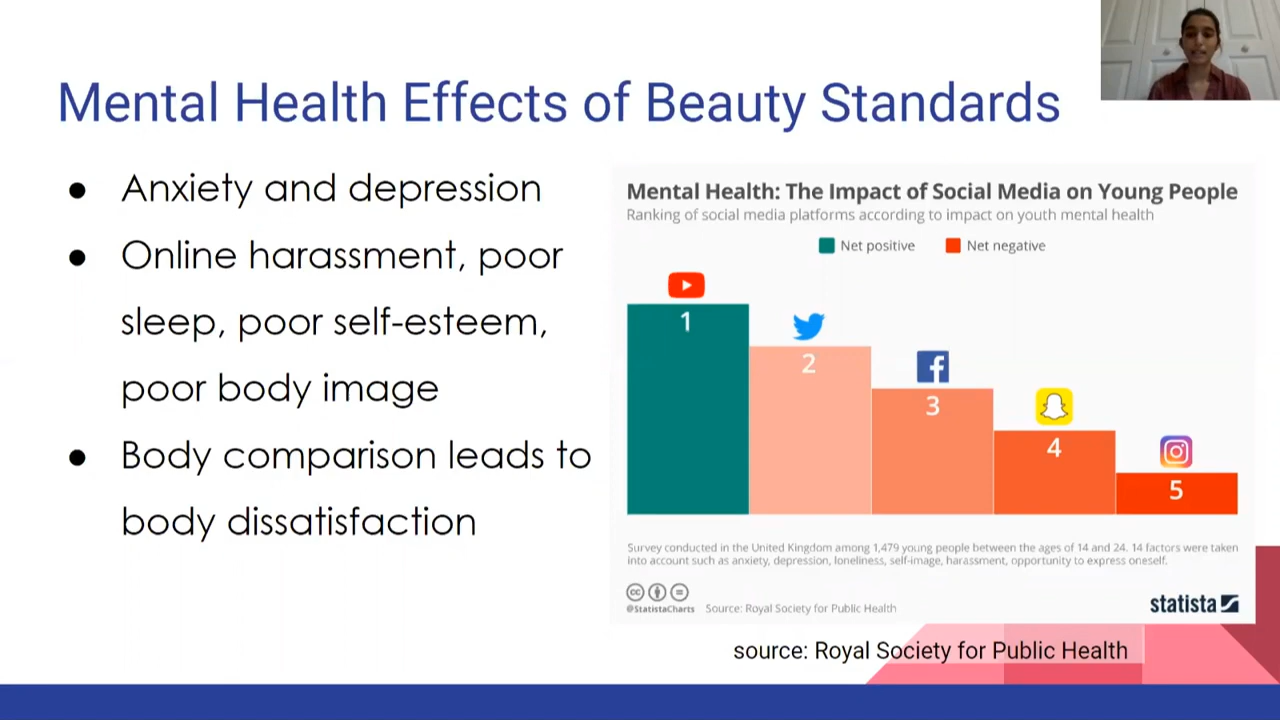 Mental Health Effects of Beauty Standards
● Anxiety and depression
● Online harassment, poor
sleep, poor self-esteem,
poor body image
● Body comparison leads to
body dissatisfaction
Mental Health: The Impact of Social Media on Young People
Ranking of social media platforms according to impact on youth mental health
Net positive Net negative
1
2
3
4
5
Survey conducted in the United Kingdom among 1,479 young people between the ages of 14 and 24. 14 factors were taken
into account such as anxiety, depression, loneliness, self-image, harassment, opportunity to express oneself.
@StatistaCharts Source: Royal Society for Public Health
statista
source: Royal Society for Public Health